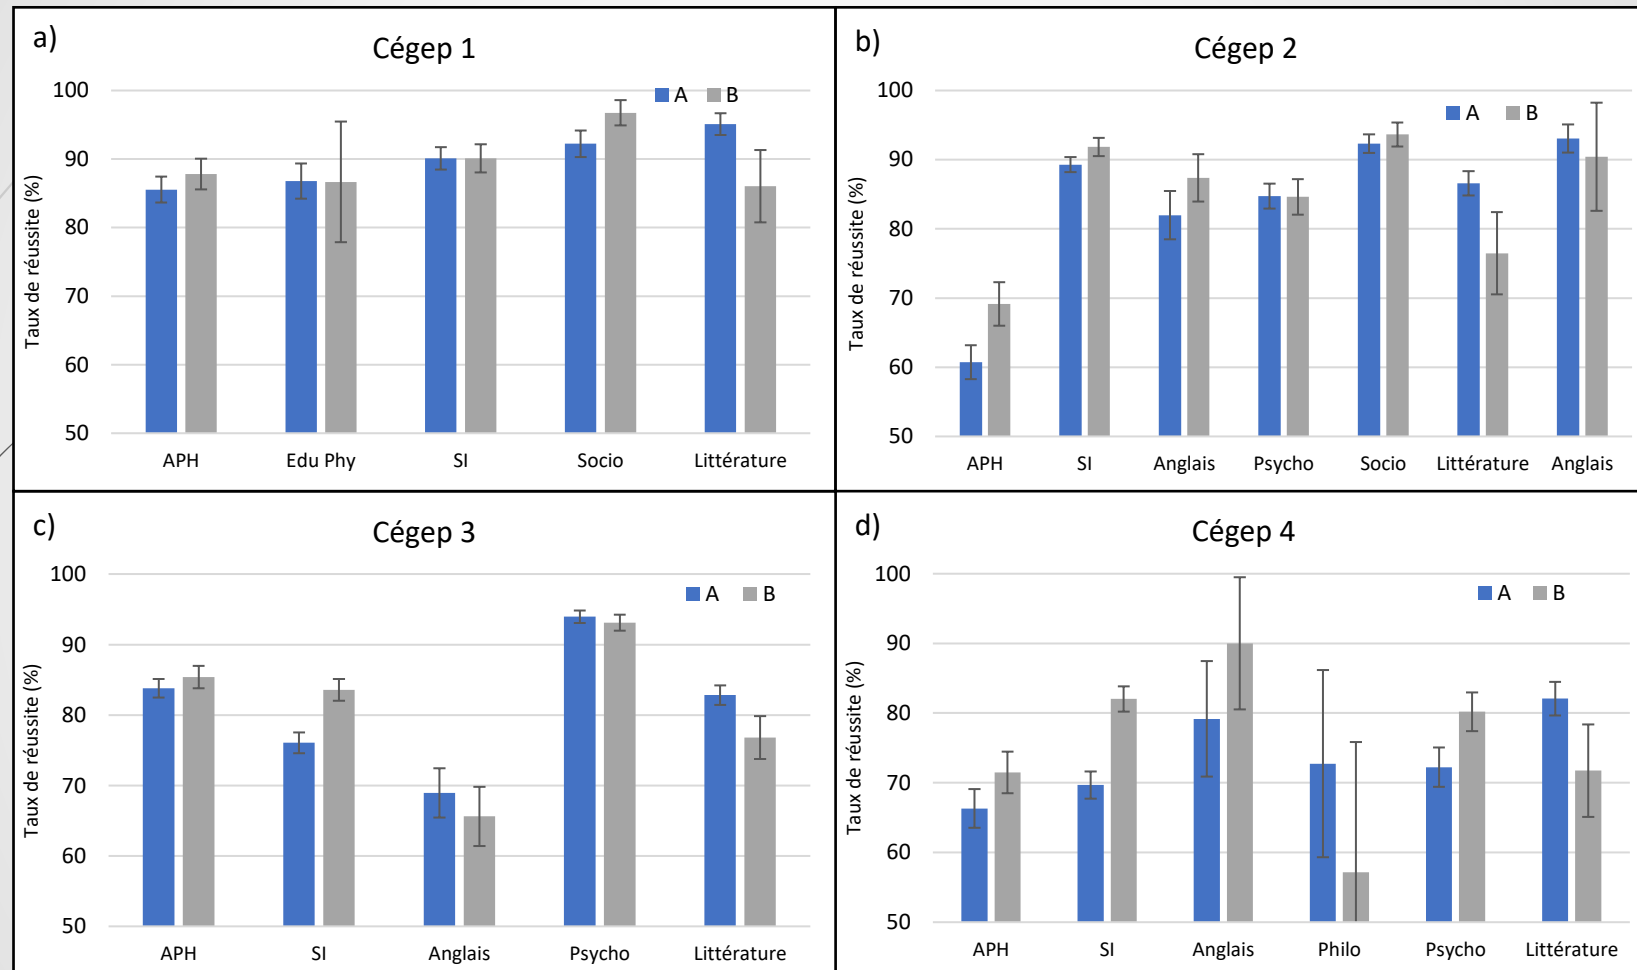 a)
Cégep 1
A B
Taux de réussite (%)
100
90
80
70
60
50
APH Edu Phy SI Socio Littérature
b)
Cégep 2
A B
Taux de réussite (%)
100
90
80
70
60
50
APH SI Anglais Psycho Socio Littérature Anglais
c)
Cégep 3
A B
Taux de réussite (%)
100
90
80
70
60
50
APH SI Anglais Psycho Littérature
d)
Cégep 4
A B
Taux de réussite (%)
100
90
80
70
60
50
APH SI Anglais Philo Psycho Littérature